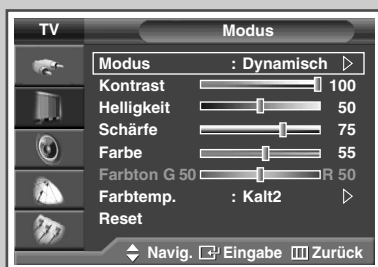 TV Modus
Modus : Dynamisch
Kontrast 100
Helligkeit 50
Schärfe 75
Farbe 55
Farbton G 50 R 50
Farbtemp. : Kalt2
Reset
Navig. Eingabe Zurück